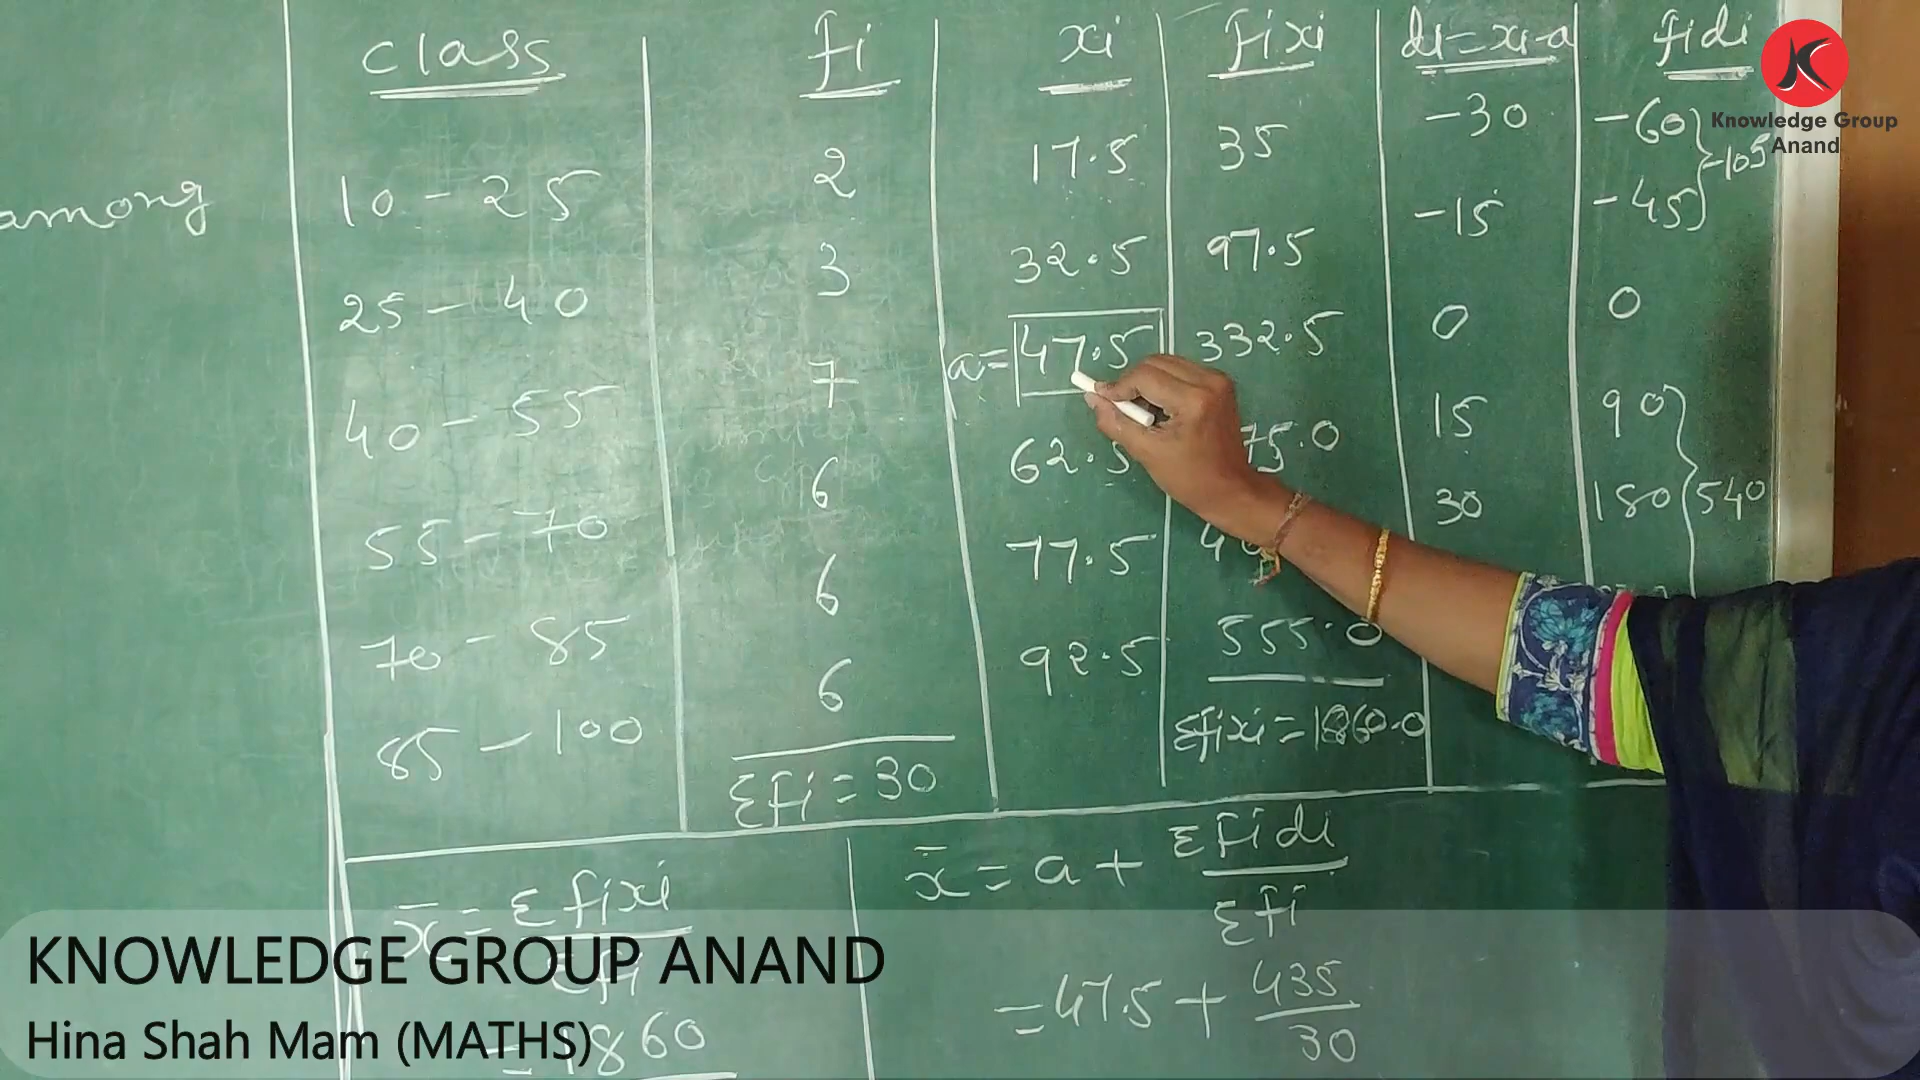 class fi xi fixi di=xi-a fidi
Knowledge Group
Anand
10-25 2 17.5 35 -30 -60
-105
among
25-40 3 32.5 97.5 -15 -45
40-55 7 a=47.5 332.5 0 0
55-70 6 62.5 75.0 15 90
70-85 6 77.5 30 180 540
85-100 6 92.5 555.0
Σfi=30 Σfixi=1860.0
x̄=Σfixi
Σfi
=1860
x̄=a+Σfidi
Σfi
=47.5+435
30
KNOWLEDGE GROUP ANAND
Hina Shah Mam (MATHS)